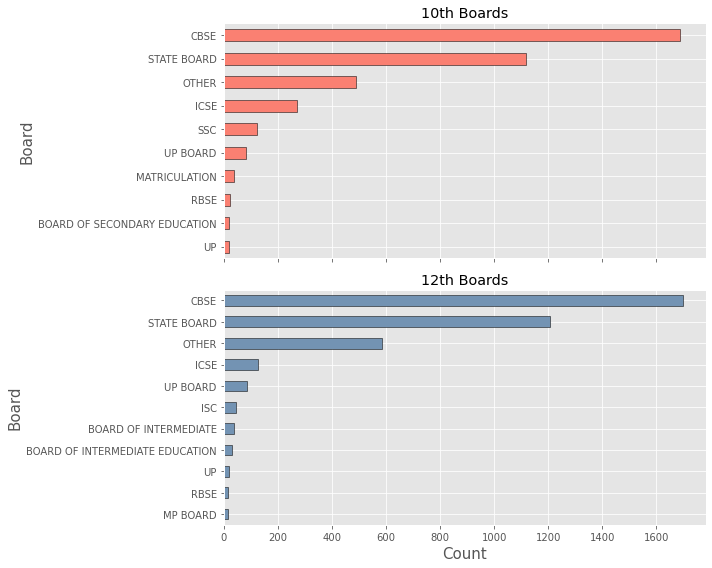 10th Boards
CBSE
STATE BOARD
OTHER
ICSE
SSC
UP BOARD
MATRICULATION
RBSE
BOARD OF SECONDARY EDUCATION
UP
Board
12th Boards
CBSE
STATE BOARD
OTHER
ICSE
UP BOARD
ISC
BOARD OF INTERMEDIATE
BOARD OF INTERMEDIATE EDUCATION
UP
RBSE
MP BOARD
Board
0 200 400 600 800 1000 1200 1400 1600
Count